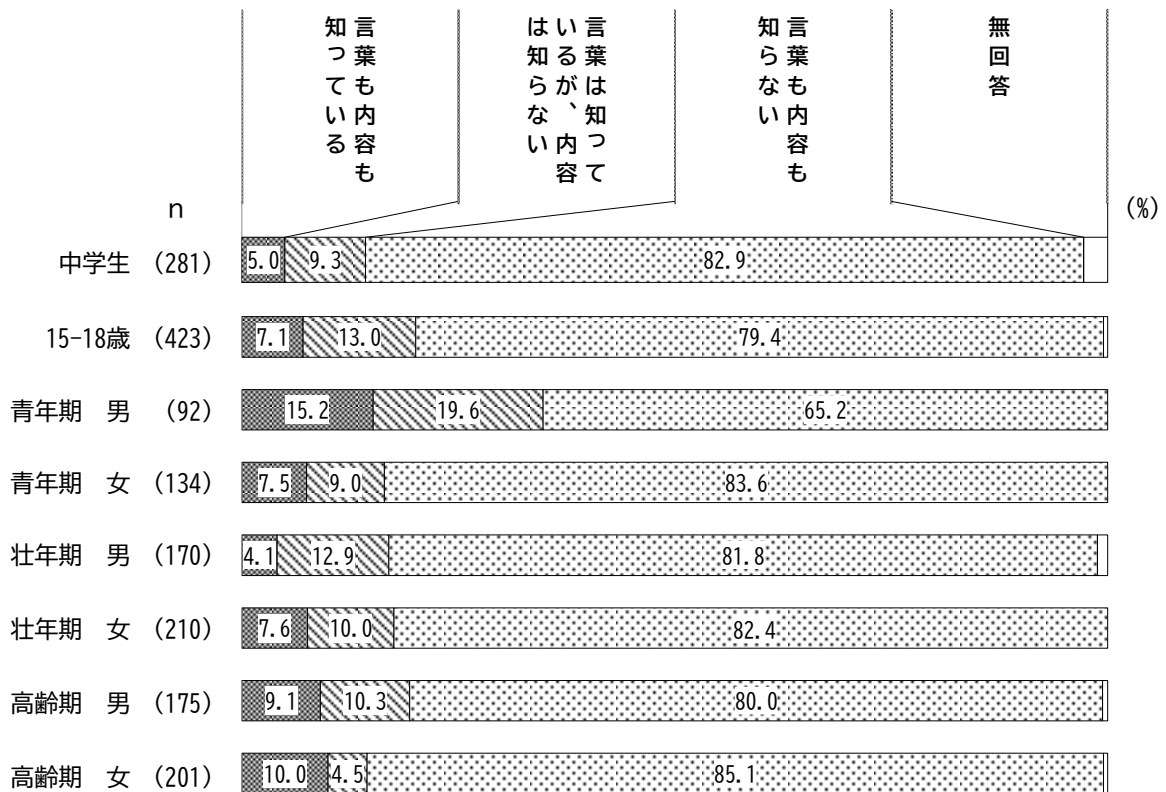 言葉も内容も
知っている
言葉は知って
いるが、内容
は知らない
言葉も内容も
知らない
無回答
n
(%)
中学生 (281) 5.0 9.3 82.9
15-18歳 (423) 7.1 13.0 79.4
青年期 男 (92) 15.2 19.6 65.2
青年期 女 (134) 7.5 9.0 83.6
壮年期 男 (170) 4.1 12.9 81.8
壮年期 女 (210) 7.6 10.0 82.4
高齢期 男 (175) 9.1 10.3 80.0
高齢期 女 (201) 10.0 4.5 85.1